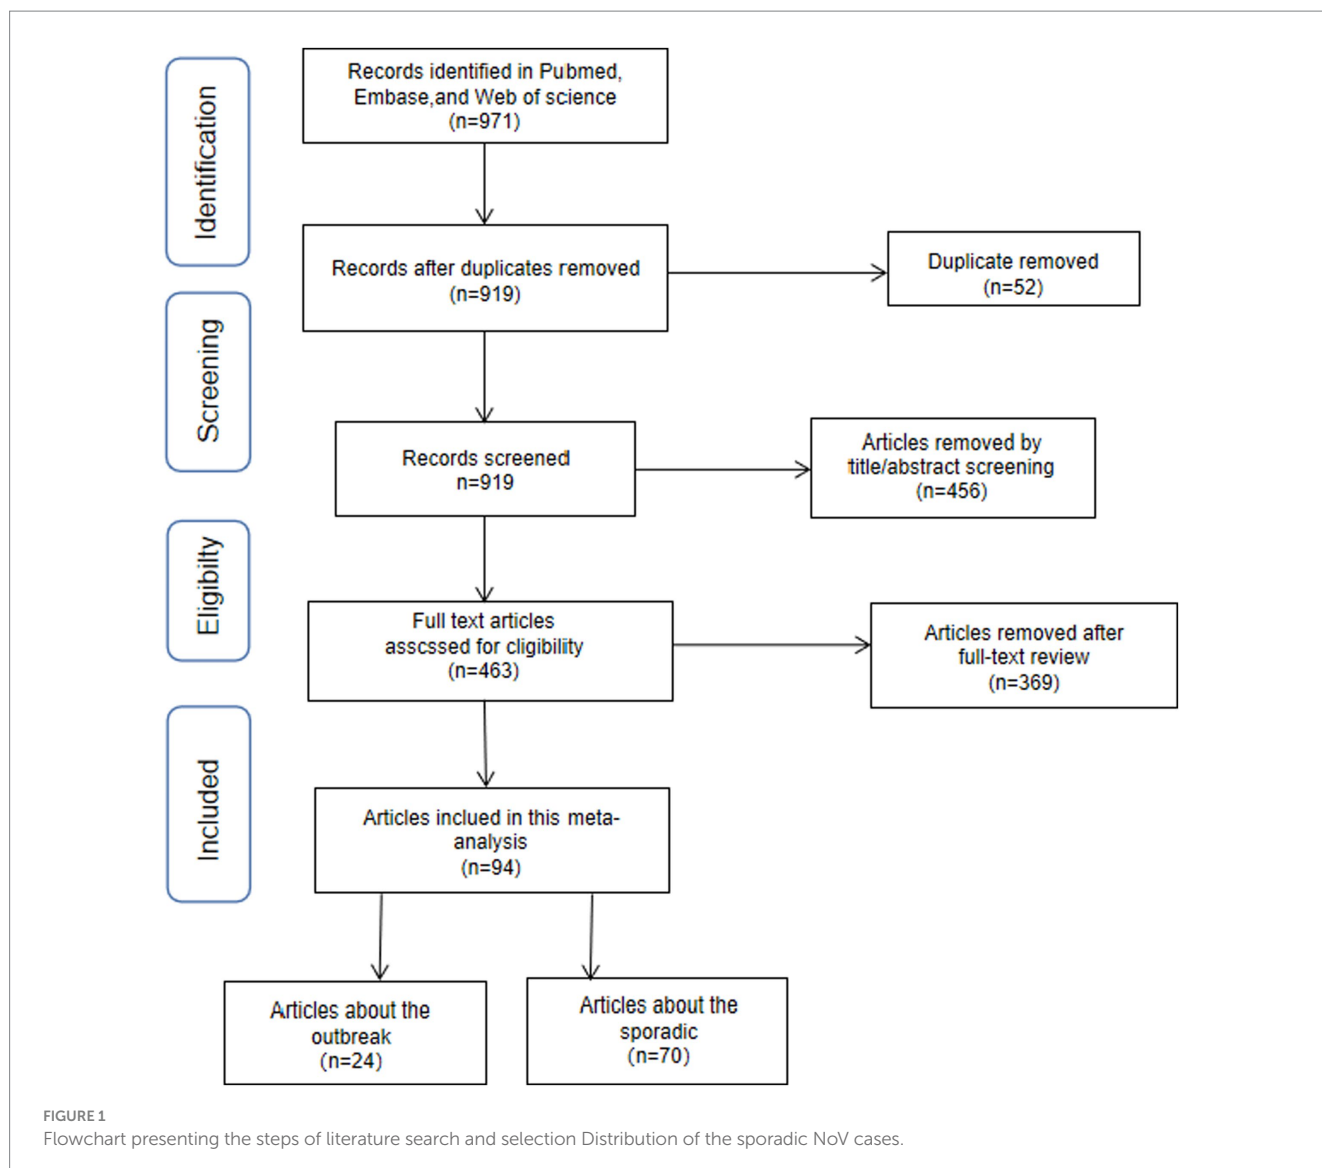 Identification
Records identified in Pubmed,
Embase,and Web of science
(n=971)
Records after duplicates removed
(n=919)
Duplicate removed
(n=52)
Screening
Records screened
n=919
Articles removed by
title/abstract screening
(n=456)
Eligibilty
Full text articles
asscssed for cligibility
(n=463)
Articles removed after
full-text review
(n=369)
Included
Articles inclued in this meta-
analysis
(n=94)
Articles about the
outbreak
(n=24)
Articles about the
sporadic
(n=70)
FIGURE 1
Flowchart presenting the steps of literature search and selection Distribution of the sporadic NoV cases.